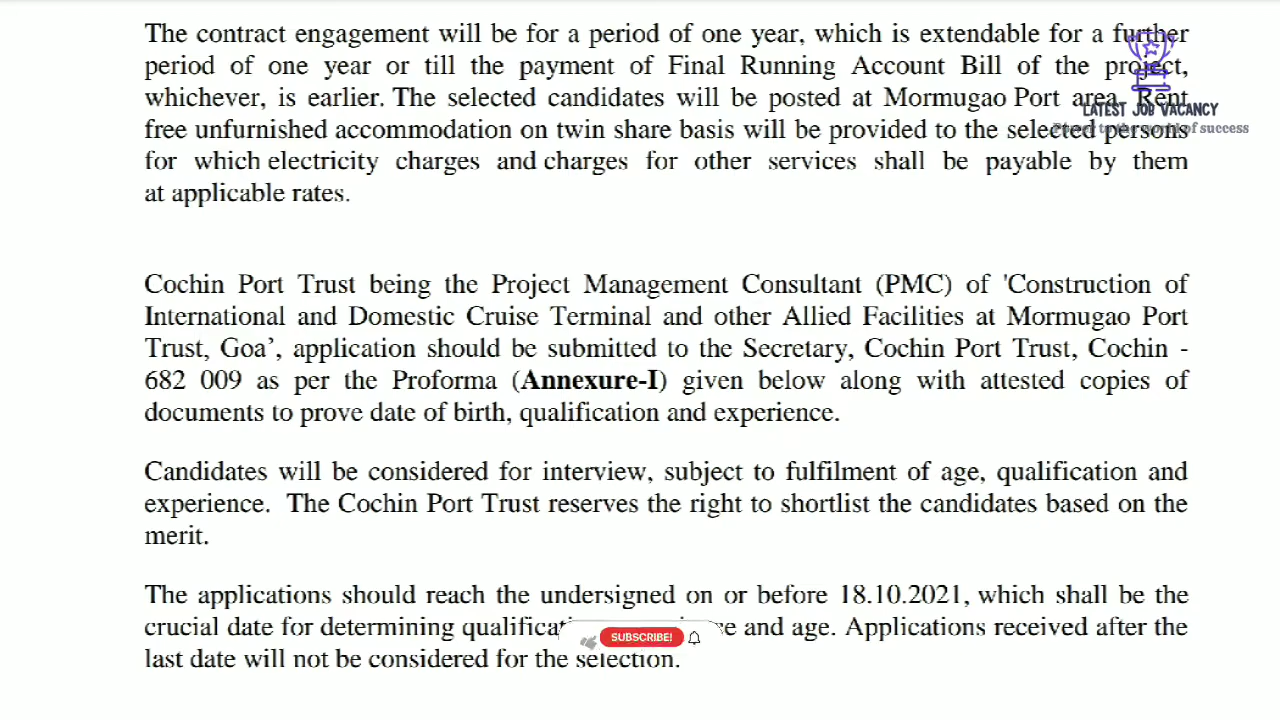 The contract engagement will be for a period of one year, which is extendable for a further
period of one year or till the payment of Final Running Account Bill of the project,
whichever, is earlier. The selected candidates will be posted at Mormugao Port area. Rent
free unfurnished accommodation on twin share basis will be provided to the selected persons
for which electricity charges and charges for other services shall be payable by them
at applicable rates.
LATEST JOB VACANCY
to the world of success
Cochin Port Trust being the Project Management Consultant (PMC) of 'Construction of
International and Domestic Cruise Terminal and other Allied Facilities at Mormugao Port
Trust, Goa’, application should be submitted to the Secretary, Cochin Port Trust, Cochin -
682 009 as per the Proforma (Annexure-I) given below along with attested copies of
documents to prove date of birth, qualification and experience.
Candidates will be considered for interview, subject to fulfilment of age, qualification and
experience. The Cochin Port Trust reserves the right to shortlist the candidates based on the
merit.
The applications should reach the undersigned on or before 18.10.2021, which shall be the
crucial date for determining and age. Applications received after the
last date will not be considered for the selection.
SUBSCRIBE!